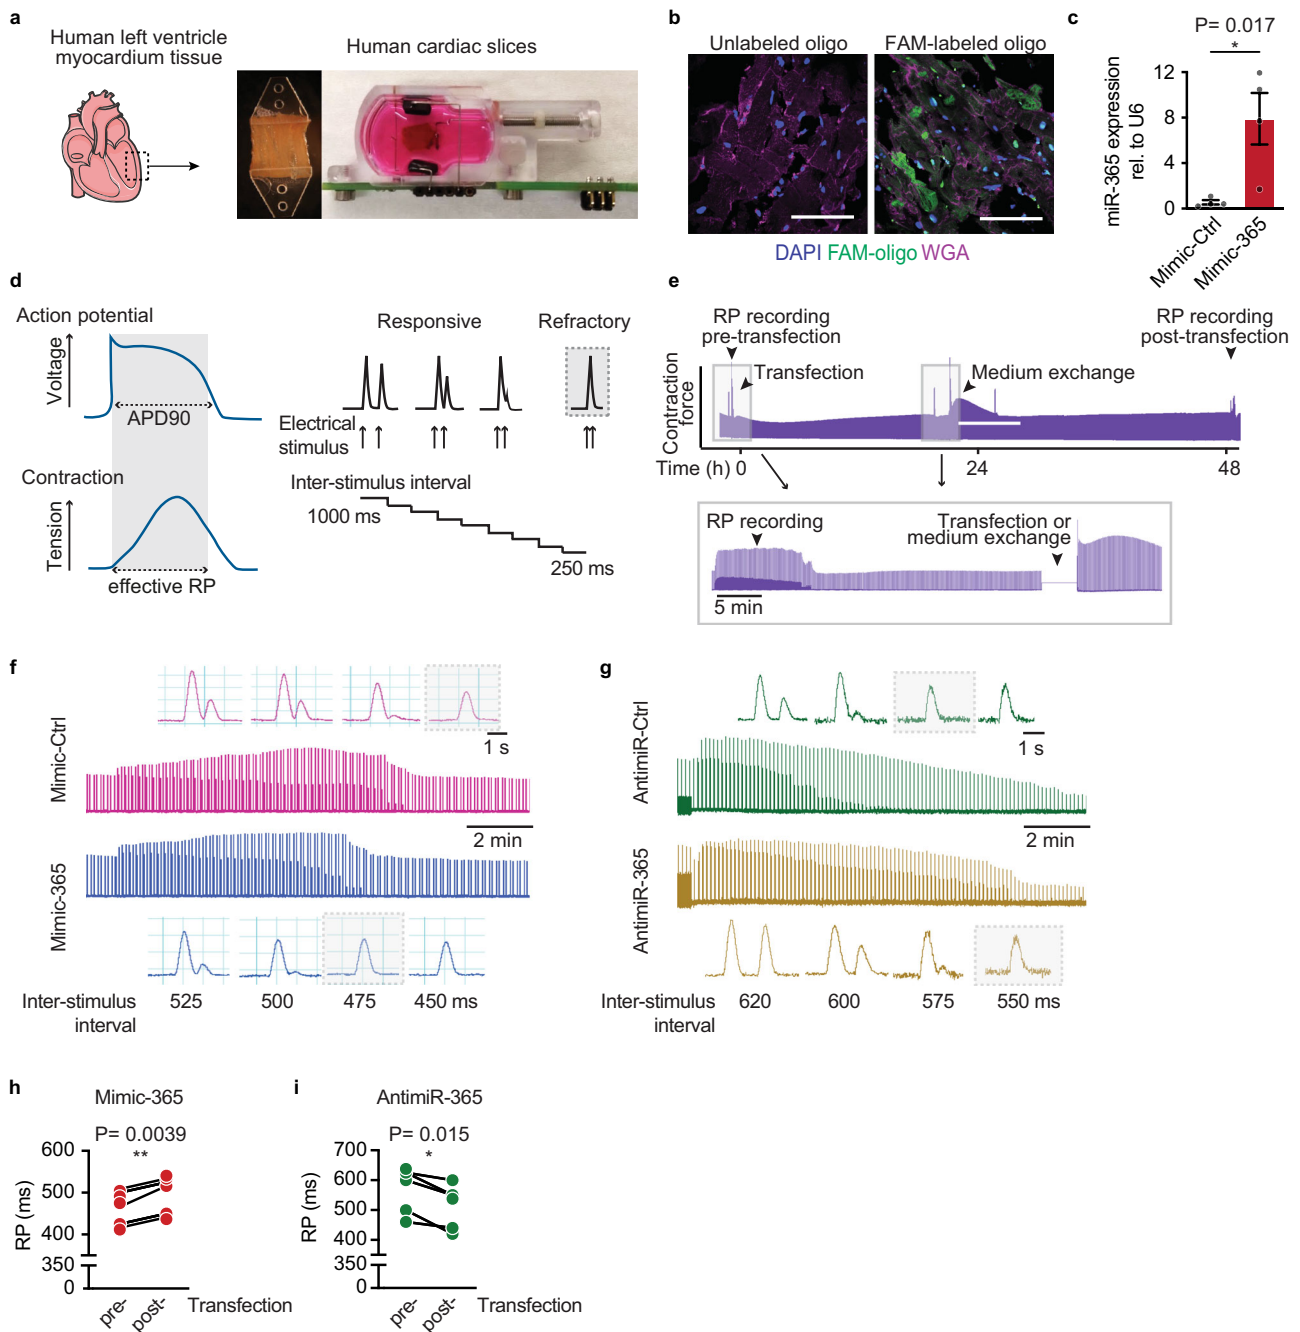 a
Human left ventricle
myocardium tissue
Human cardiac slices
b
Unlabeled oligo
FAM-labeled oligo
DAPI FAM-oligo WGA
c
P= 0.017
*
miR-365 expression
rel. to U6
12
8
4
0
Mimic-Ctrl
Mimic-365
d
Action potential
Voltage
APD90
Contraction
Tension
effective RP
Responsive
Refractory
Electrical
stimulus
Inter-stimulus interval
1000 ms
250 ms
e
RP recording
pre-transfection
RP recording
post-transfection
Transfection
Medium exchange
Contraction
force
Time (h) 0
24
48
RP recording
Transfection or
medium exchange
5 min
f
1 s
Mimic-Ctrl
2 min
Mimic-365
Inter-stimulus
interval
525
500
475
450 ms
g
1 s
AntimiR-Ctrl
2 min
AntimiR-365
Inter-stimulus
interval
620
600
575
550 ms
h
Mimic-365
P= 0.0039
**
RP (ms)
600
500
400
350
0
pre-
post-
Transfection
i
AntimiR-365
P= 0.015
*
RP (ms)
700
600
500
400
350
0
pre-
post-
Transfection